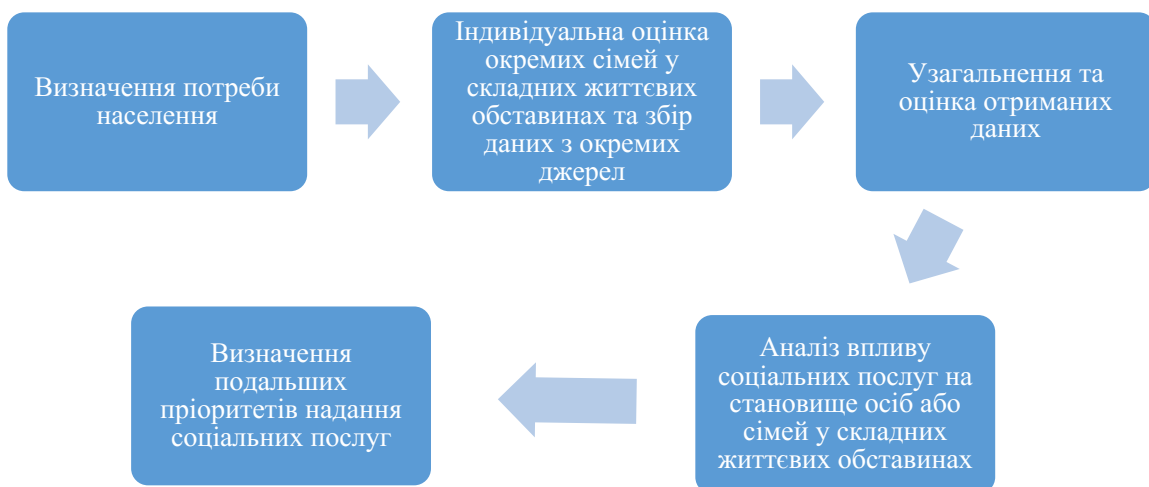 Визначення потреби
населення
Індивідуальна оцінка
окремих сімей у
складних життєвих
обставинах та збір
даних з окремих
джерел
Узагальнення та
оцінка отриманих
даних
Аналіз впливу
соціальних послуг на
становище осіб або
сімей у складних
життєвих обставинах
Визначення
подальших
пріоритетів надання
соціальних послуг